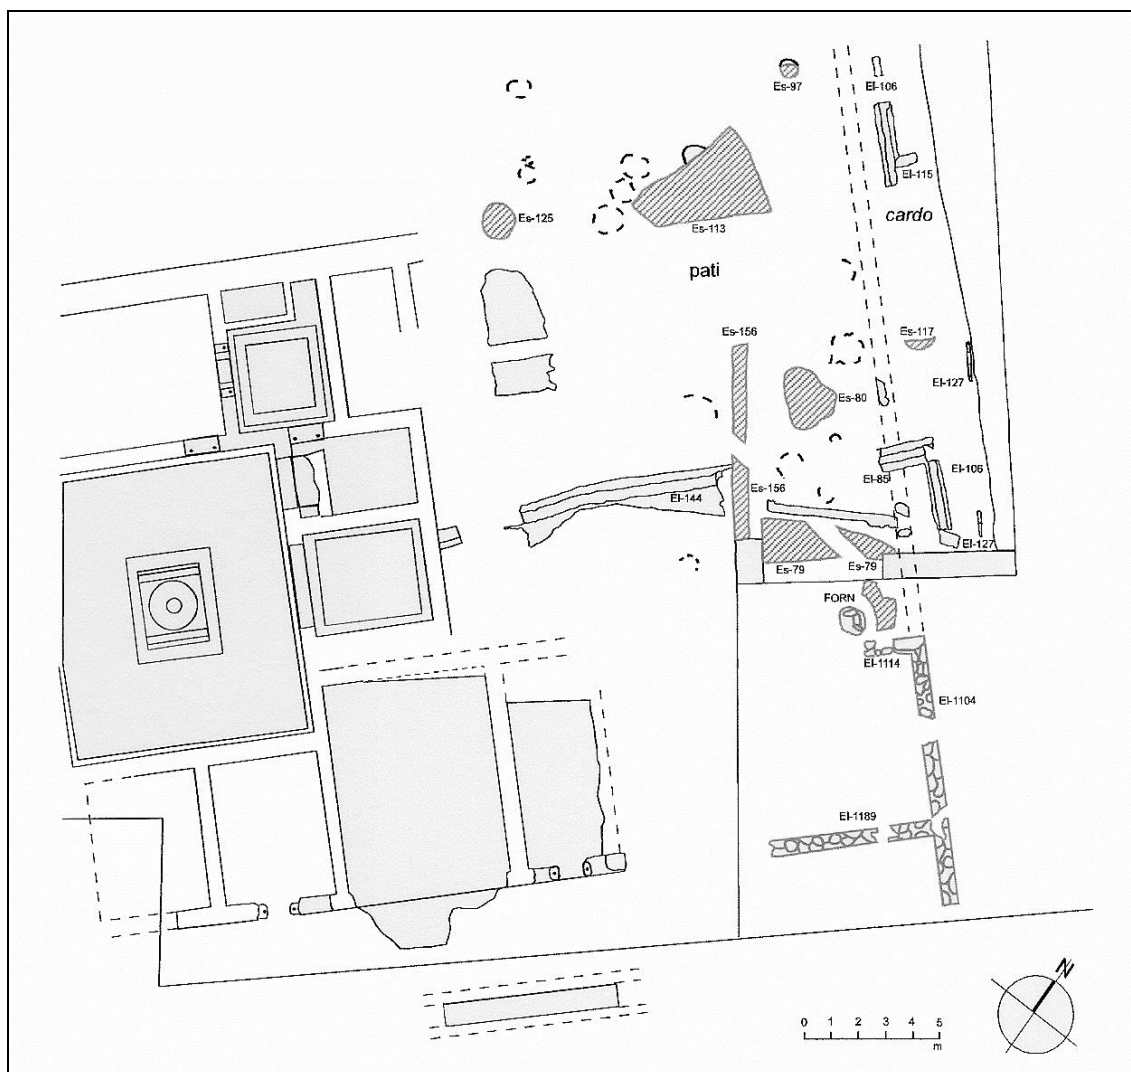 Es-97
El-106
El-115
Es-125
cardo
Es-113
pati
Es-156
Es-117
El-127
Es-80
El-106
El-85
Es-156
El-144
El-127
Es-79
Es-79
FORN
El-1114
El-1104
El-1189
N
0 1 2 3 4 5
m